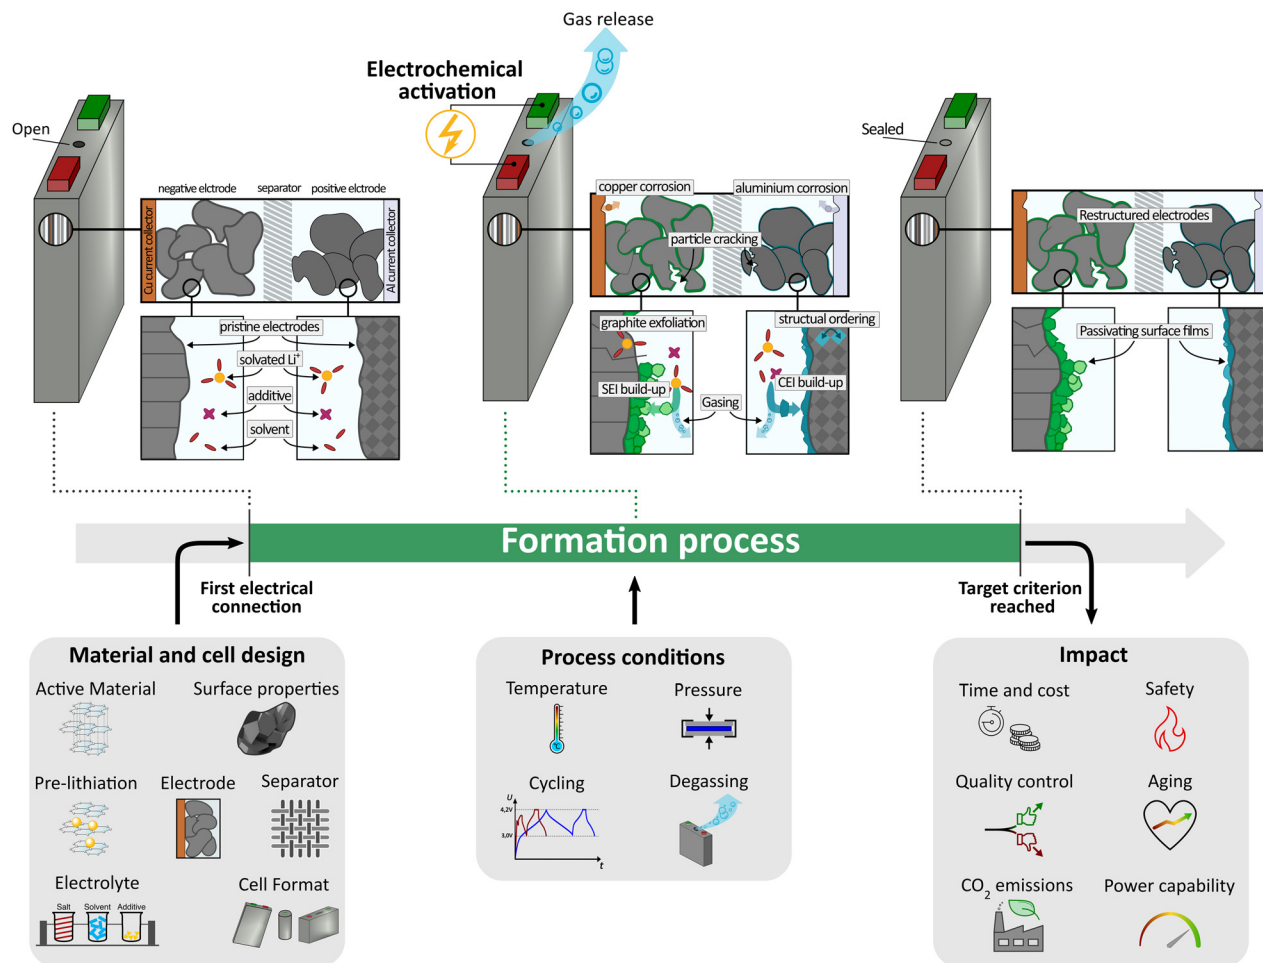 Gas release
Electrochemical
activation
Open
negative elctrode
separator
positive elctrode
Cu current collector
Al current collector
pristine electrodes
solvated Li⁺
additive
solvent
copper corrosion
aluminium corrosion
particle cracking
graphite exfoliation
structual ordering
SEI build-up
CEI build-up
Gasing
Sealed
Restructured electrodes
Passivating surface films
Formation process
First electrical
connection
Target criterion
reached
Material and cell design
Active Material
Surface properties
Pre-lithiation
Electrode
Separator
Electrolyte
Salt
Solvent
Additive
Cell Format
Process conditions
Temperature
°C
Pressure
Cycling
U
4,2V
3,0V
t
Degassing
Impact
Time and cost
Safety
Quality control
Aging
CO₂ emissions
Power capability